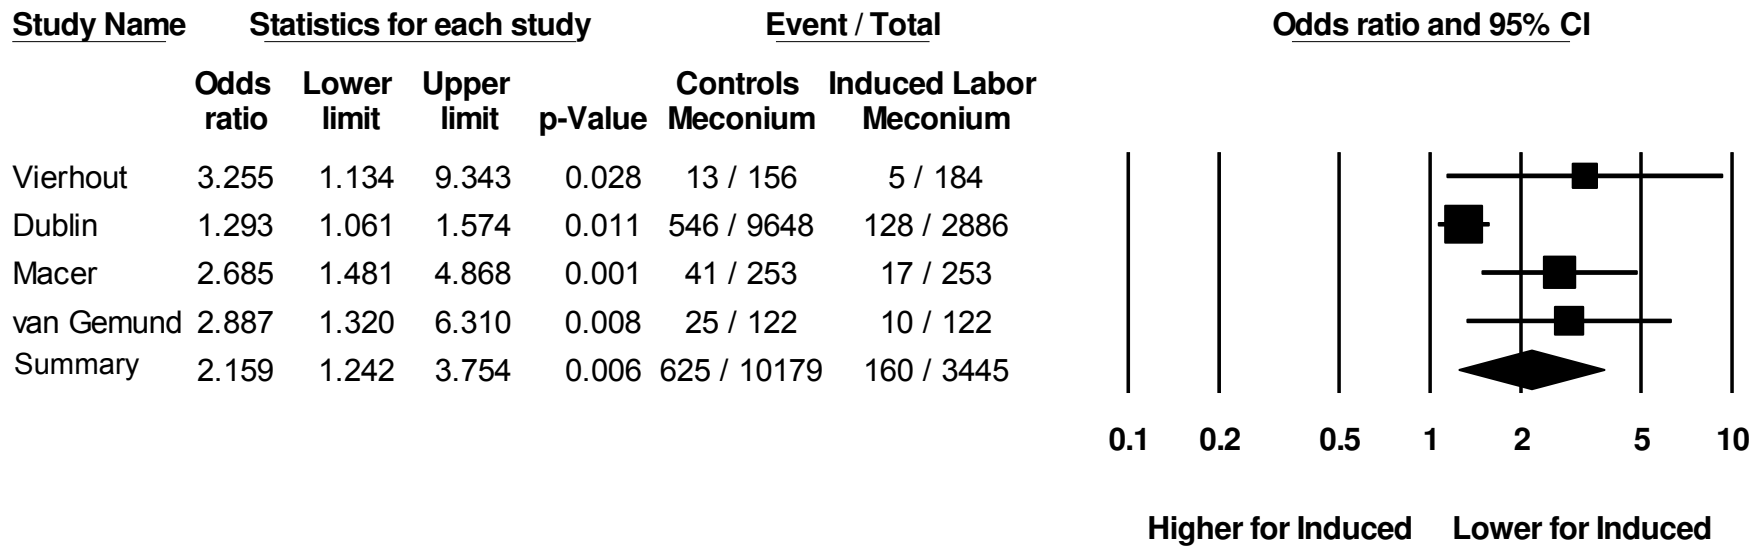 Study Name Statistics for each study Event / Total Odds ratio and 95% CI
Odds Lower Upper Controls Induced Labor
ratio limit limit p-Value Meconium Meconium
Vierhout 3.255 1.134 9.343 0.028 13 / 156 5 / 184
Dublin 1.293 1.061 1.574 0.011 546 / 9648 128 / 2886
Macer 2.685 1.481 4.868 0.001 41 / 253 17 / 253
van Gemund 2.887 1.320 6.310 0.008 25 / 122 10 / 122
Summary 2.159 1.242 3.754 0.006 625 / 10179 160 / 3445
0.1 0.2 0.5 1 2 5 10
Higher for Induced Lower for Induced